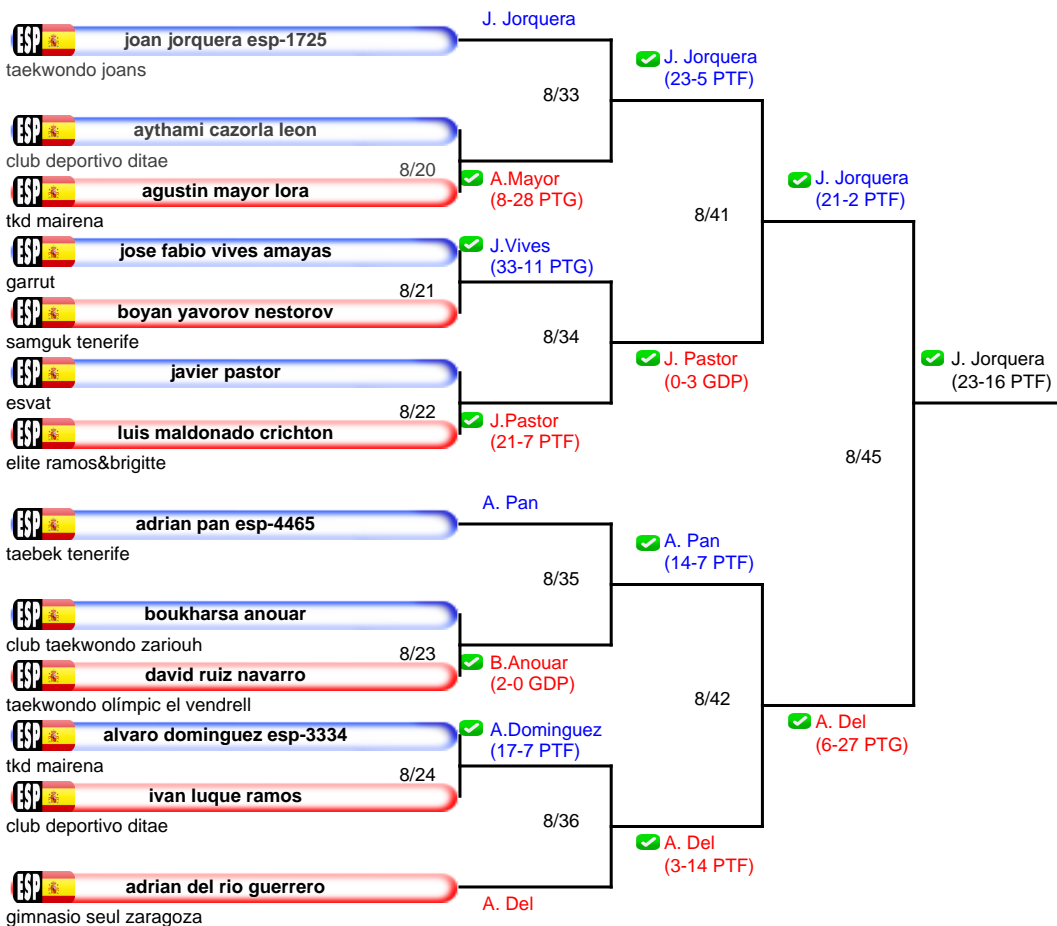 J. Jorquera
ESP joan jorquera esp-1725
taekwondo joans
J. Jorquera
(23-5 PTF)
8/33
ESP aythami cazorla leon
club deportivo ditae
8/20
ESP agustin mayor lora
tkd mairena
A.Mayor
(8-28 PTG)
J. Jorquera
(21-2 PTF)
8/41
ESP jose fabio vives amayas
garrut
J.Vives
(33-11 PTG)
8/21
ESP boyan yavorov nestorov
samguk tenerife
8/34
ESP javier pastor
esvat
J. Pastor
(0-3 GDP)
J. Jorquera
(23-16 PTF)
8/22
ESP luis maldonado crichton
elite ramos&brigitte
J.Pastor
(21-7 PTF)
8/45
A. Pan
ESP adrian pan esp-4465
taebek tenerife
A. Pan
(14-7 PTF)
8/35
ESP boukharsa anouar
club taekwondo zariouh
8/23
ESP david ruiz navarro
taekwondo olímpic el vendrell
B.Anouar
(2-0 GDP)
8/42
ESP alvaro dominguez esp-3334
tkd mairena
A.Dominguez
(17-7 PTF)
A. Del
(6-27 PTG)
8/24
ESP ivan luque ramos
club deportivo ditae
8/36
A. Del
(3-14 PTF)
ESP adrian del rio guerrero
gimnasio seul zaragoza
A. Del